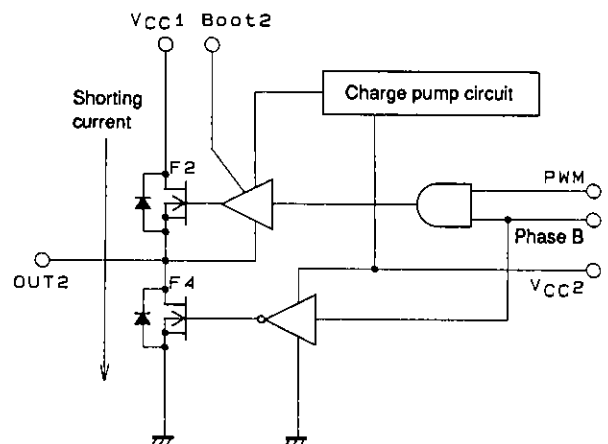 VCC1 Boot2
Shorting
current
Charge pump circuit
F2
PWM
Phase B
OUT2
F4
VCC2